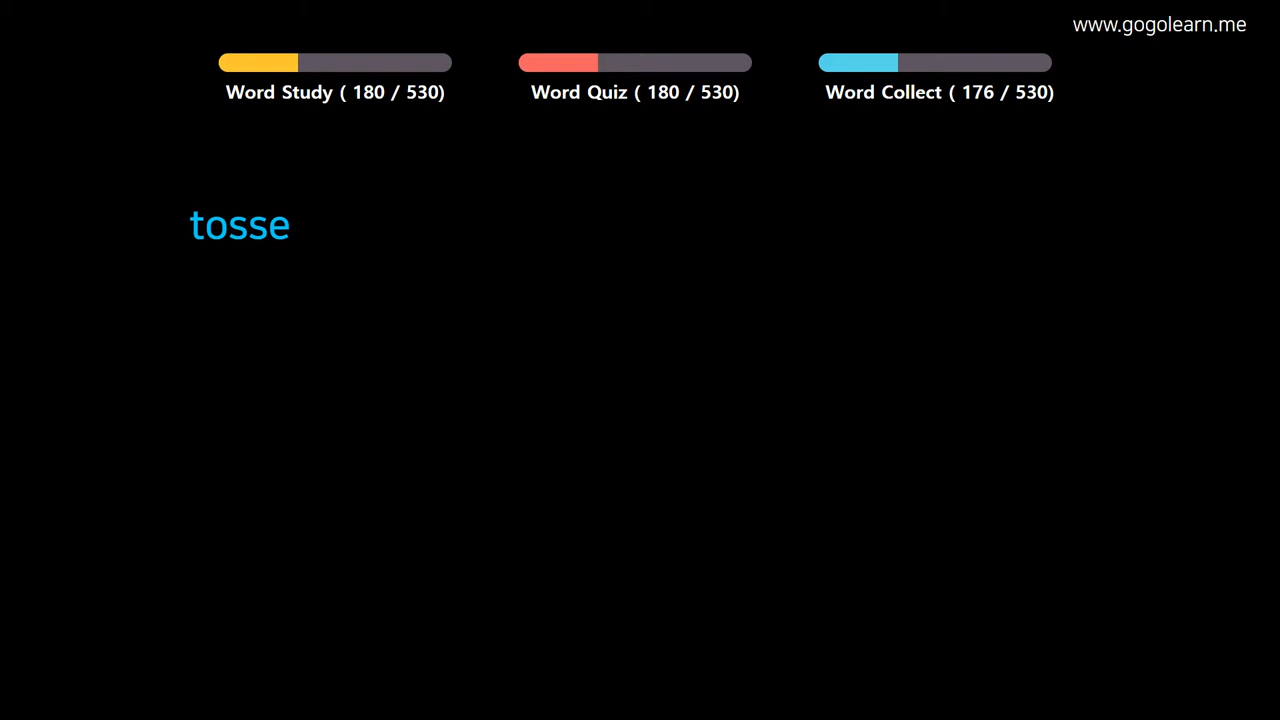 www.gogolearn.me
Word Study ( 180 / 530)
Word Quiz ( 180 / 530)
Word Collect ( 176 / 530)
tosse